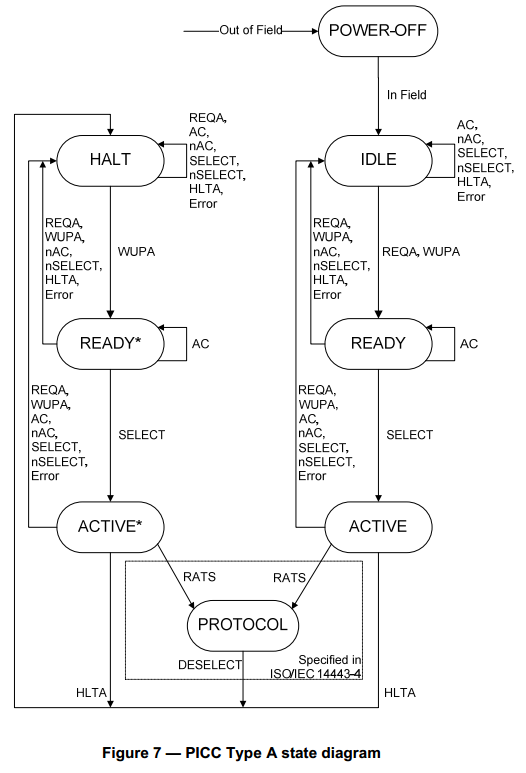 Out of Field
POWER-OFF
In Field
REQA,
AC,
nAC,
SELECT,
nSELECT,
HLTA,
Error
HALT
AC,
nAC,
SELECT,
nSELECT,
HLTA,
Error
IDLE
REQA,
WUPA,
nAC,
nSELECT,
HLTA,
Error
WUPA
REQA,
WUPA,
nAC,
nSELECT,
HLTA,
Error
REQA, WUPA
READY*
AC
READY
AC
REQA,
WUPA,
AC,
nAC,
SELECT,
nSELECT,
Error
SELECT
REQA,
WUPA,
AC,
nAC,
SELECT,
nSELECT,
Error
SELECT
ACTIVE*
ACTIVE
RATS
RATS
PROTOCOL
DESELECT
Specified in
ISO/IEC 14443-4
HLTA
HLTA
Figure 7 — PICC Type A state diagram